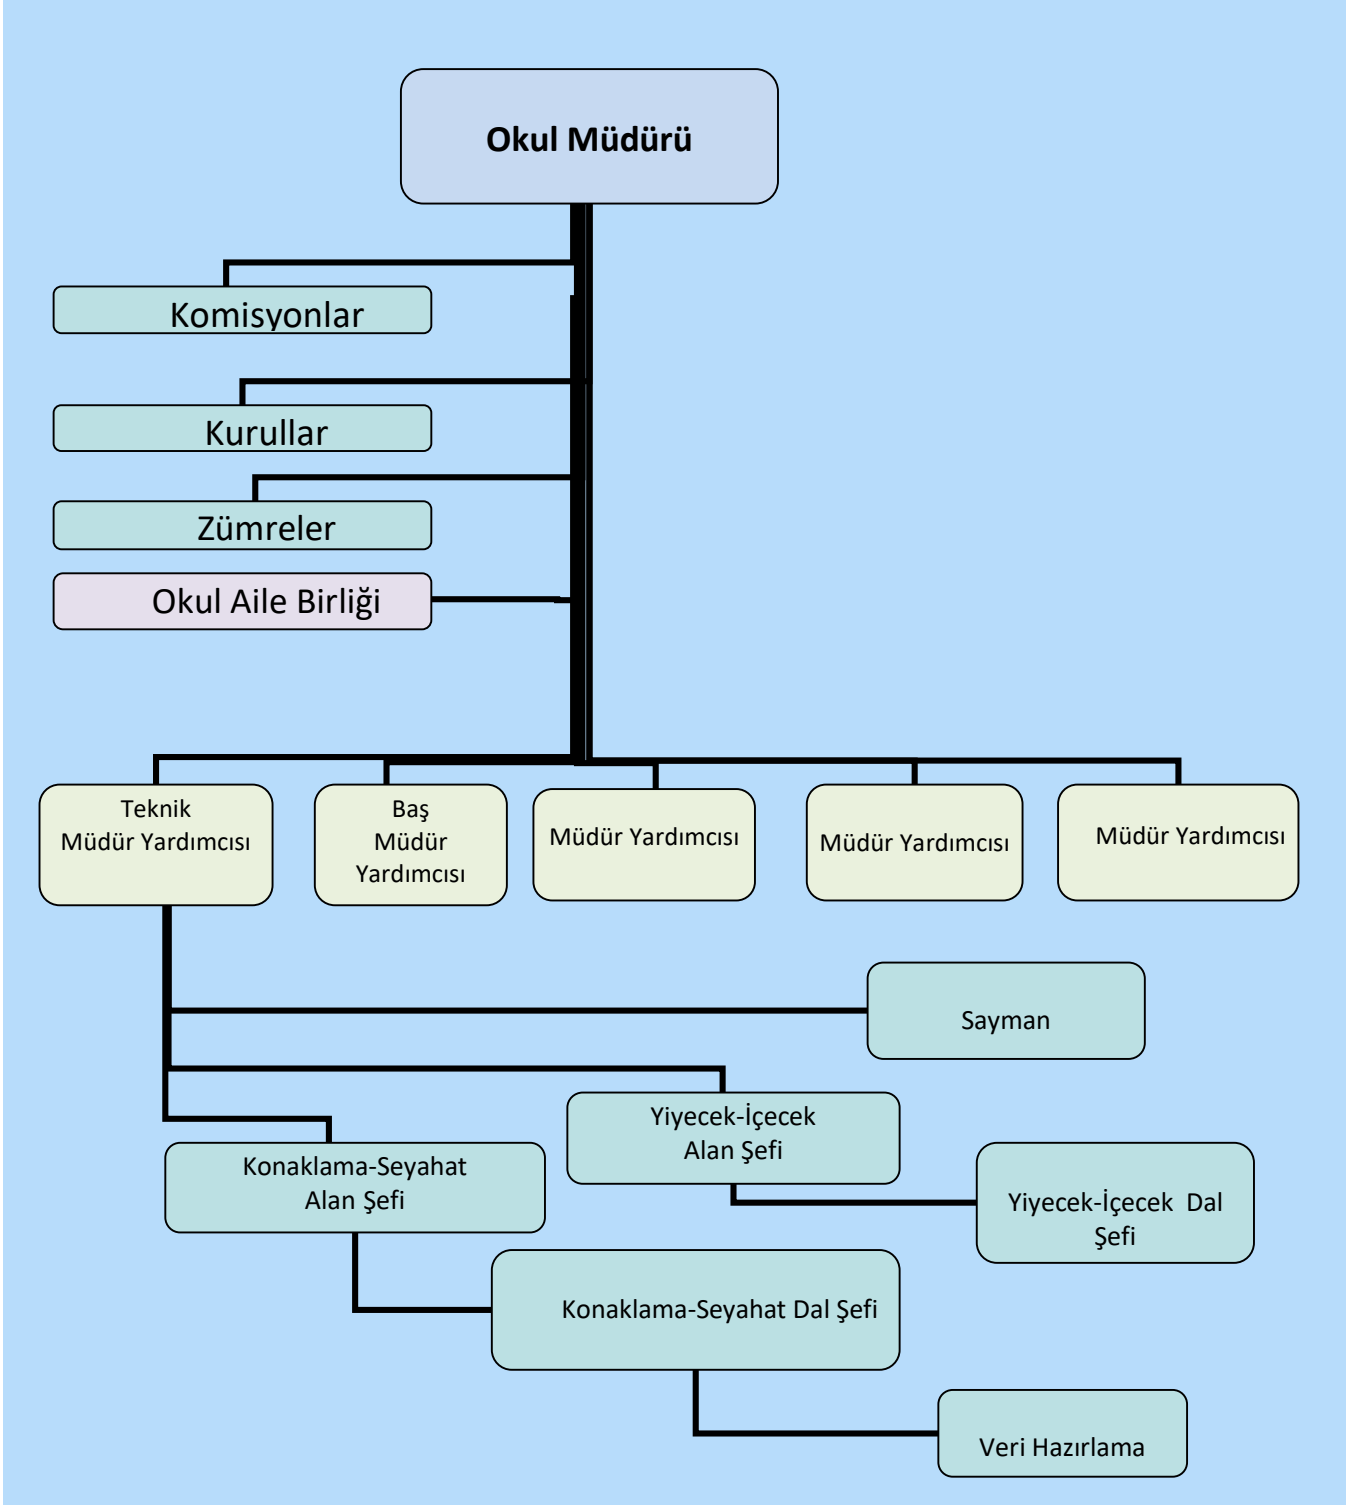 Okul Müdürü
Komisyonlar
Kurullar
Zümreler
Okul Aile Birliği
Teknik
Müdür Yardımcısı
Baş
Müdür
Yardımcısı
Müdür Yardımcısı
Müdür Yardımcısı
Müdür Yardımcısı
Sayman
Yiyecek-İçecek
Alan Şefi
Konaklama-Seyahat
Alan Şefi
Yiyecek-İçecek Dal
Şefi
Konaklama-Seyahat Dal Şefi
Veri Hazırlama